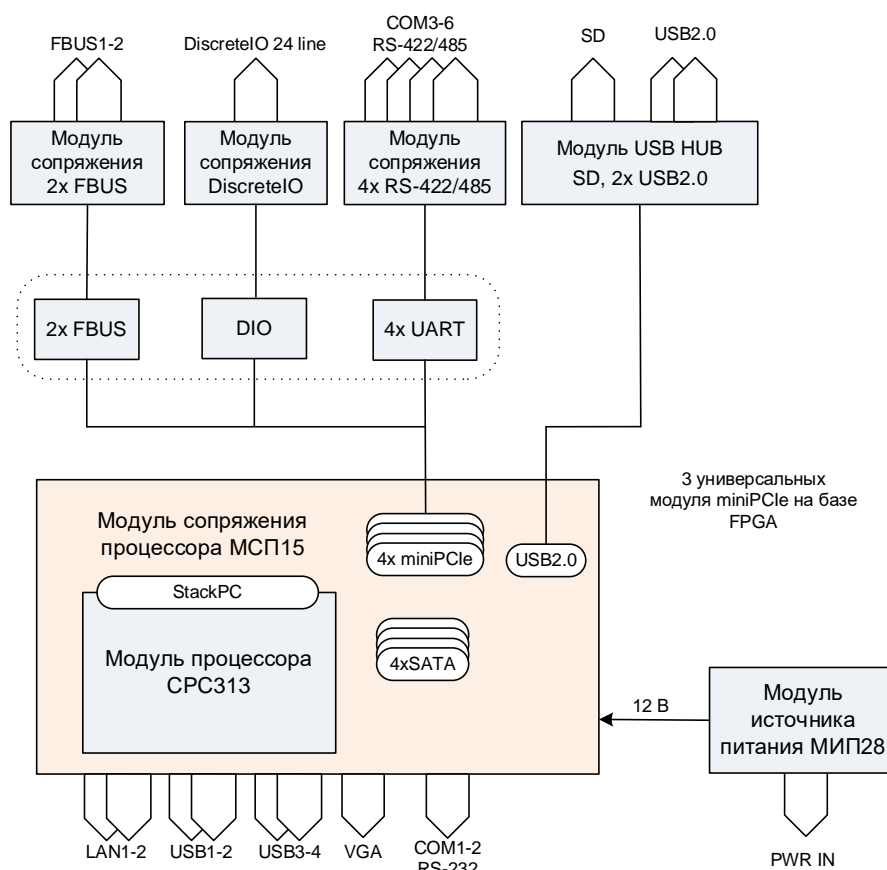 FBUS1-2
DiscreteIO 24 line
COM3-6
RS-422/485
SD
USB2.0
Модуль
сопряжения
2x FBUS
Модуль
сопряжения
DiscreteIO
Модуль
сопряжения
4x RS-422/485
Модуль USB HUB
SD, 2x USB2.0
2x FBUS
DIO
4x UART
3 универсальных
модуля miniPCIe на базе
FPGA
Модуль сопряжения
процессора МСП15
4x miniPCIe
USB2.0
StackPC
Модуль процессора
CPC313
4xSATA
12 В
Модуль
источника
питания МИП28
LAN1-2
USB1-2
USB3-4
VGA
COM1-2
RS-232
PWR IN